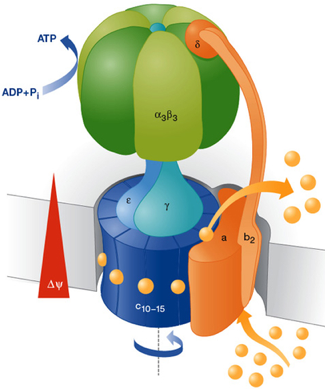 ATP
δ
ADP+Pᵢ
α₃β₃
ε
γ
a
b₂
Δψ
c₁₀₋₁₅